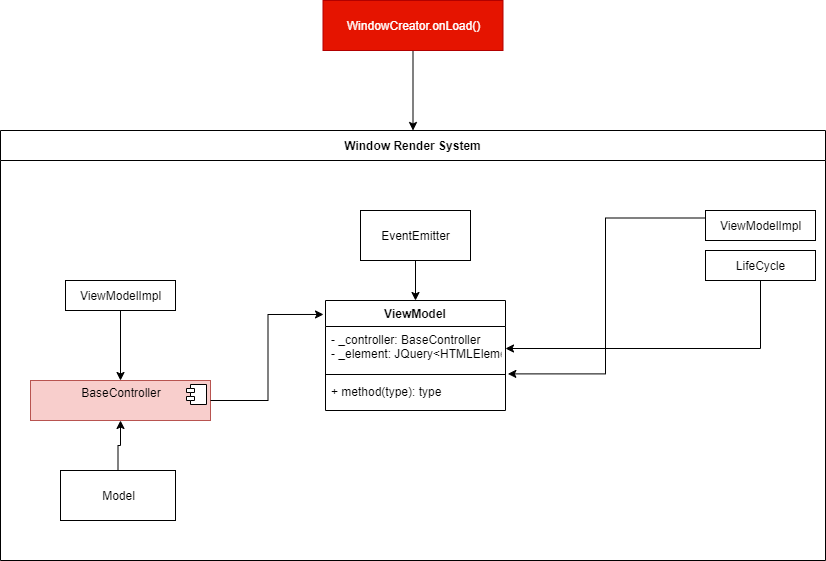 WindowCreator.onLoad()
Window Render System
EventEmitter
ViewModelImpl
LifeCycle
ViewModelImpl
ViewModel
- _controller: BaseController
- _element: JQuery<HTMLElem
+ method(type): type
BaseController
Model